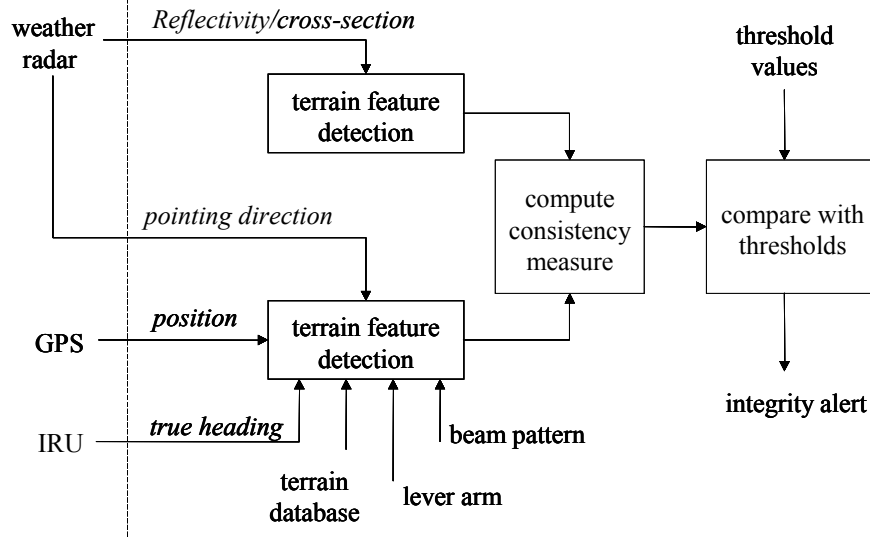 weather
radar
Reflectivity/cross-section
threshold
values
terrain feature
detection
compute
consistency
measure
compare with
thresholds
pointing direction
GPS
position
terrain feature
detection
integrity alert
IRU
true heading
beam pattern
terrain
database
lever arm